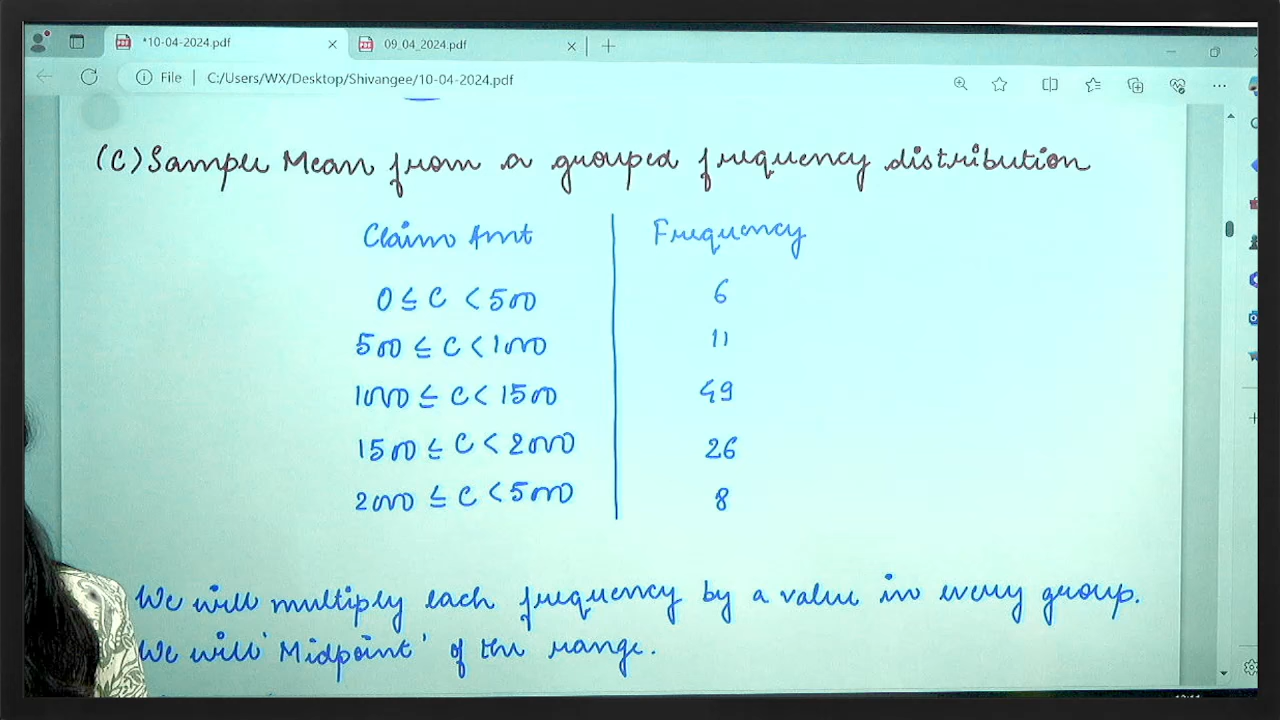 *10-04-2024.pdf
09_04_2024.pdf
File | C:/Users/WX/Desktop/Shivangee/10-04-2024.pdf
(C) Sample Mean from a grouped frequency distribution
Claim Amt Frequency
0 ≤ C < 500 6
500 ≤ C < 1000 11
1000 ≤ C < 1500 49
1500 ≤ C < 2000 26
2000 ≤ C < 5000 8
We will multiply each frequency by a value in every group.
We will 'Midpoint' of the range.